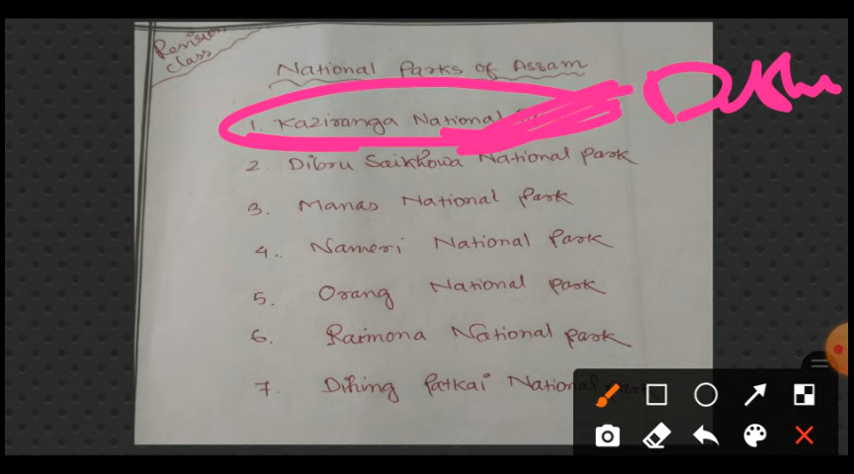 Revision
class
National Parks of Assam
1. Kaziranga National
2. Dibru Saikhowa National Park
3. Manas National Park
4. Nameri National Park
5. Orang National Park
6. Raimona National Park
7. Dihing Patkai National Park